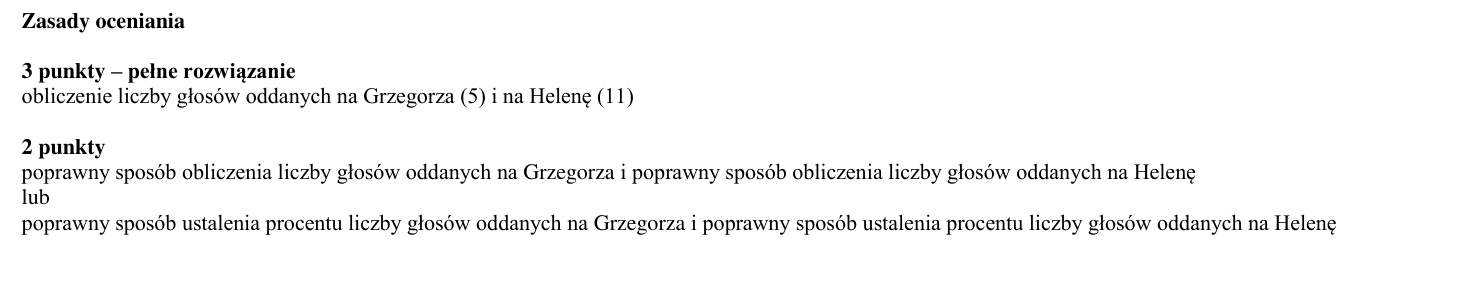 Zasady oceniania
3 punkty – pełne rozwiązanie
obliczenie liczby głosów oddanych na Grzegorza (5) i na Helenę (11)
2 punkty
poprawny sposób obliczenia liczby głosów oddanych na Grzegorza i poprawny sposób obliczenia liczby głosów oddanych na Helenę
lub
poprawny sposób ustalenia procentu liczby głosów oddanych na Grzegorza i poprawny sposób ustalenia procentu liczby głosów oddanych na Helenę